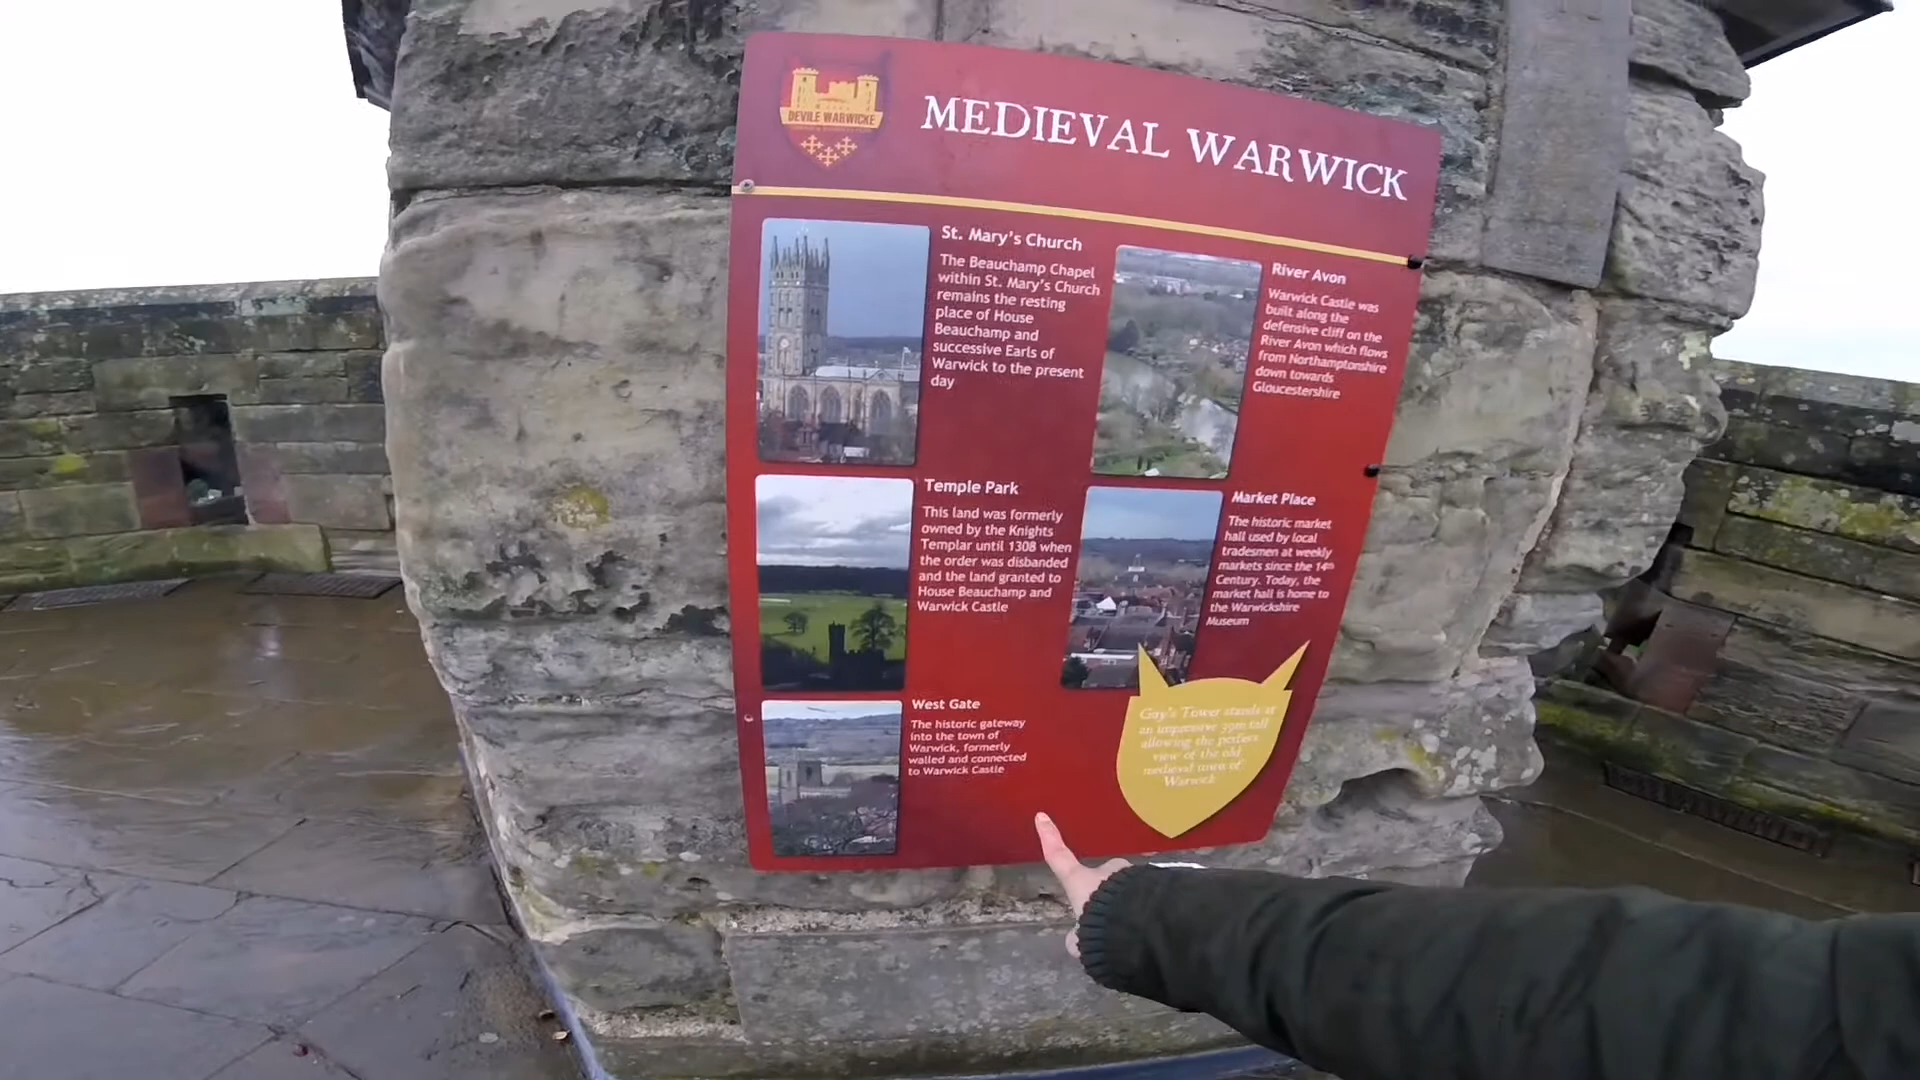 DEVILE WARWICKE
MEDIEVAL WARWICK
St. Mary's Church
The Beauchamp Chapel
within St. Mary's Church
remains the resting
place of House
Beauchamp and
successive Earls of
Warwick to the present
day
River Avon
Warwick Castle was
built along the
defensive cliff on the
River Avon which flows
from Northamptonshire
down towards
Gloucestershire
Temple Park
This land was formerly
owned by the Knights
Templar until 1308 when
the order was disbanded
and the land granted to
House Beauchamp and
Warwick Castle
Market Place
The historic market
hall used by local
tradesmen at weekly
markets since the 14th
Century. Today, the
market hall is home to
the Warwickshire
Museum
West Gate
The historic gateway
into the town of
Warwick, formerly
walled and connected
to Warwick Castle
Guy's Tower stands at
an impressive tall
allowing the perfect
view of the old
medieval town of
Warwick